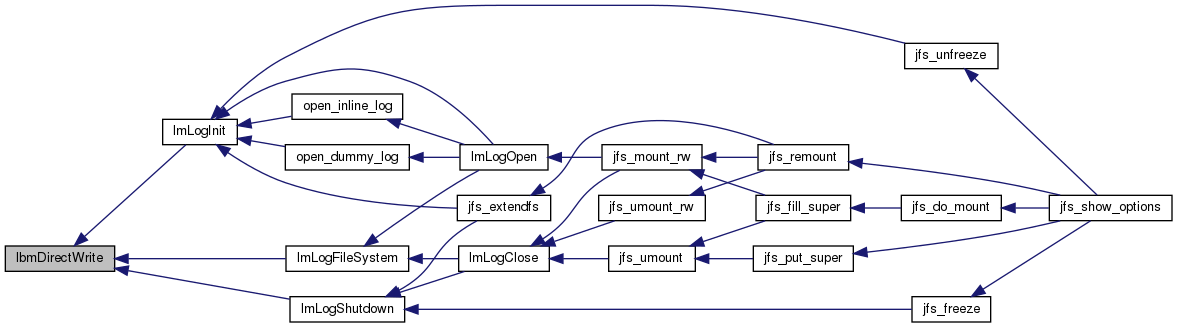 jfs_unfreeze
open_inline_log
lmLogInit
open_dummy_log
lmLogOpen
jfs_mount_rw
jfs_remount
jfs_extendfs
jfs_umount_rw
jfs_fill_super
jfs_do_mount
jfs_show_options
lbmDirectWrite
lmLogFileSystem
lmLogClose
jfs_umount
jfs_put_super
lmLogShutdown
jfs_freeze